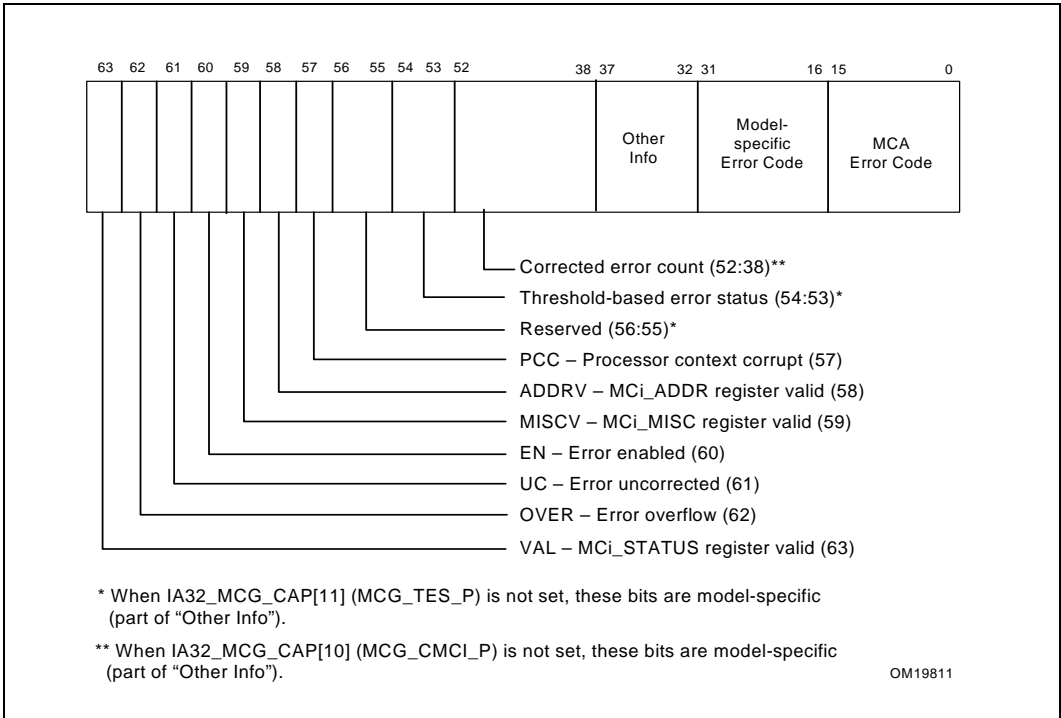 63 62 61 60 59 58 57 56 55 54 53 52 38 37 32 31 16 15 0
Other
Info
Model-
specific
Error Code
MCA
Error Code
Corrected error count (52:38)**
Threshold-based error status (54:53)*
Reserved (56:55)*
PCC – Processor context corrupt (57)
ADDRV – MCi_ADDR register valid (58)
MISCV – MCi_MISC register valid (59)
EN – Error enabled (60)
UC – Error uncorrected (61)
OVER – Error overflow (62)
VAL – MCi_STATUS register valid (63)
* When IA32_MCG_CAP[11] (MCG_TES_P) is not set, these bits are model-specific
(part of “Other Info”).
** When IA32_MCG_CAP[10] (MCG_CMCI_P) is not set, these bits are model-specific
(part of “Other Info”).
OM19811